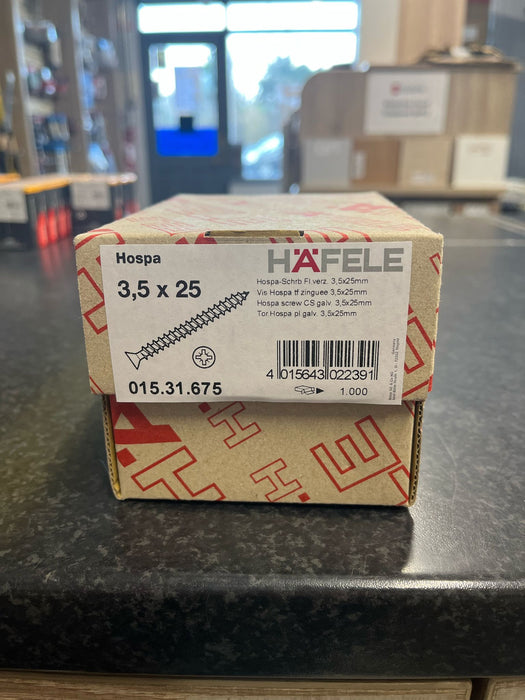 Hospa
HÄFELE
3,5 x 25
Hospa-Schrb Fl.verz. 3,5x25mm
Vis Hospa tf zinguee 3,5x25mm
Hospa screw CS galv. 3,5x25mm
Tor Hospa pl.galv. 3,5x25mm
4 015643 022391
015.31.675
1.000